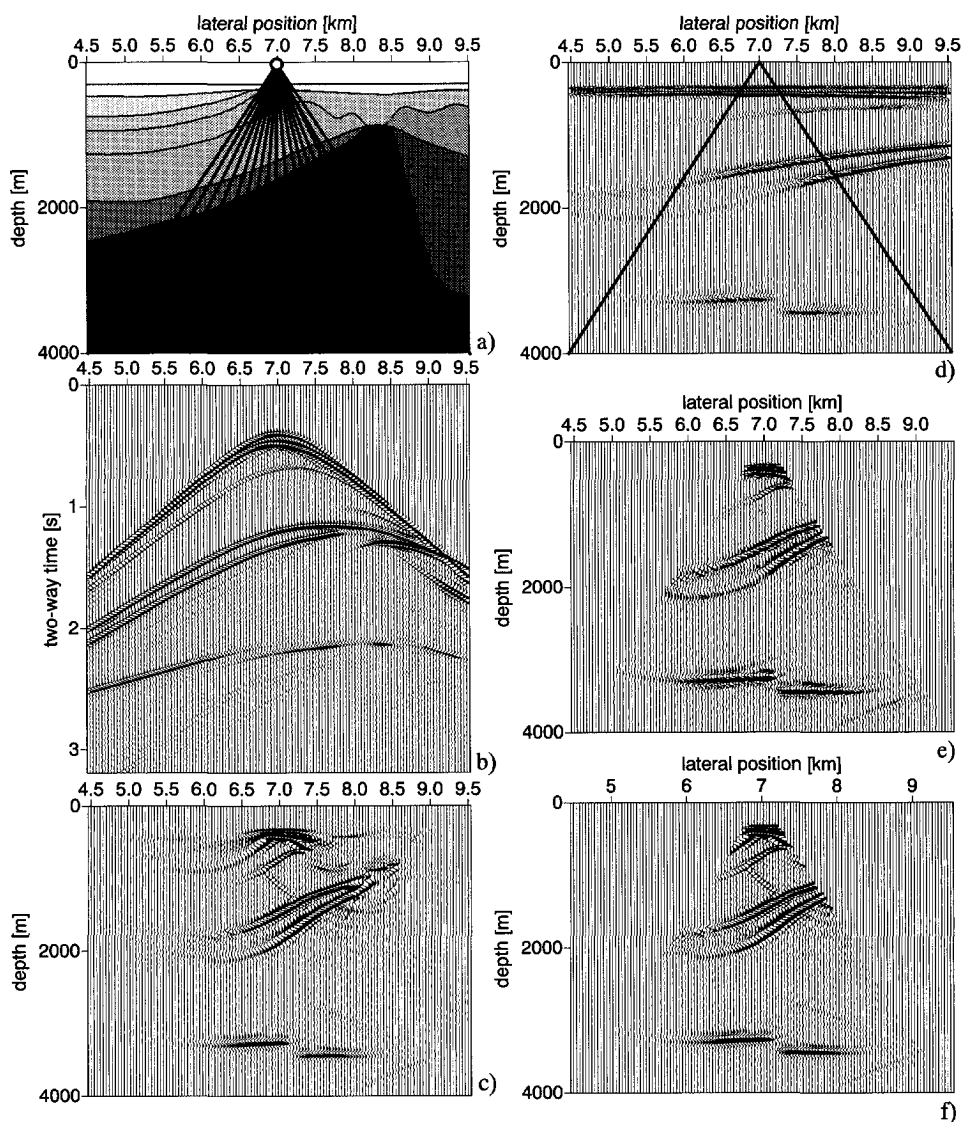 lateral position [km]
4.5 5.0 5.5 6.0 6.5 7.0 7.5 8.0 8.5 9.0 9.5
0
2000
4000
depth [m]
a)
4.5 5.0 5.5 6.0 6.5 7.0 7.5 8.0 8.5 9.0 9.5
0
1
2
3
two-way time [s]
b)
4.5 5.0 5.5 6.0 6.5 7.0 7.5 8.0 8.5 9.0 9.5
0
2000
4000
depth [m]
c)
lateral position [km]
4.5 5.0 5.5 6.0 6.5 7.0 7.5 8.0 8.5 9.0 9.5
0
2000
4000
depth [m]
d)
lateral position [km]
4.5 5.0 5.5 6.0 6.5 7.0 7.5 8.0 8.5 9.0
0
2000
4000
depth [m]
e)
lateral position [km]
5 6 7 8 9
0
2000
4000
depth [m]
f)